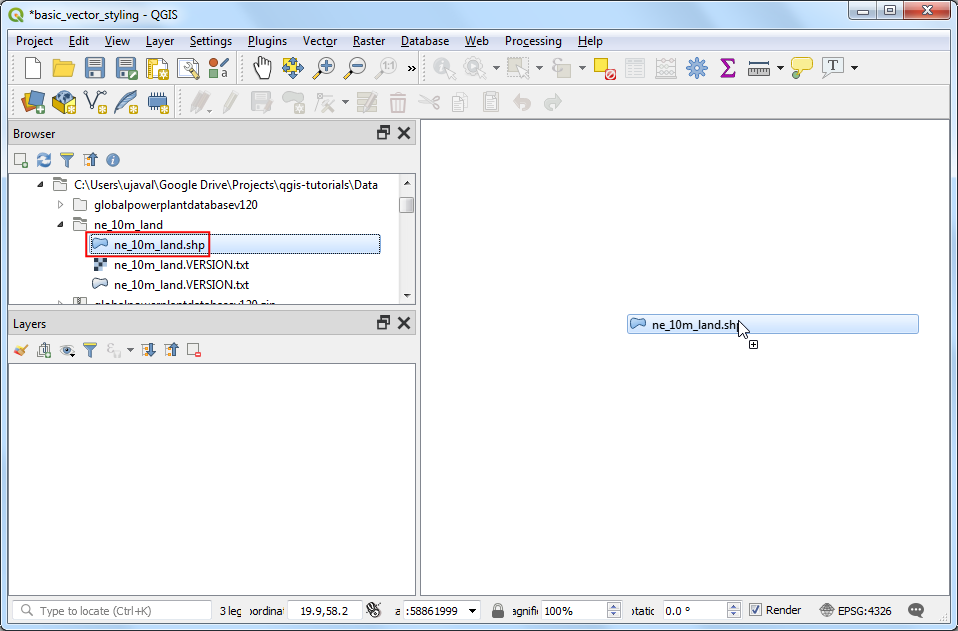 *basic_vector_styling - QGIS
Project Edit View Layer Settings Plugins Vector Raster Database Web Processing Help
Browser
C:\Users\ujaval\Google Drive\Projects\qgis-tutorials\Data
globalpowerplantdatabasev120
ne_10m_land
ne_10m_land.shp
ne_10m_land.VERSION.txt
ne_10m_land.VERSION.txt
globalpowerplantdatabasev120.zip
ne_10m_land.shp
Layers
Type to locate (Ctrl+K) 3 leg oordinat 19.9,58.2 a :58861999 agnifi 100% otatic 0.0 ° Render EPSG:4326